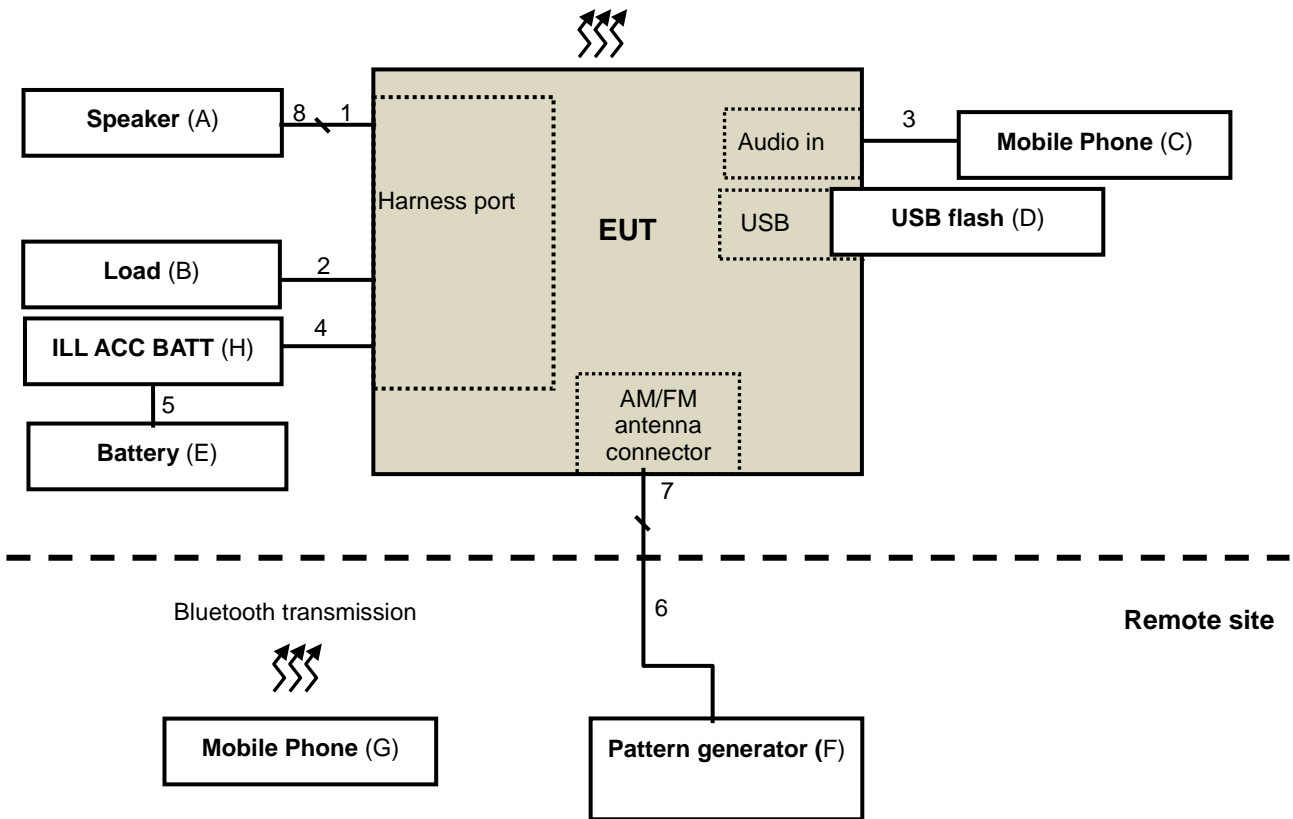 Speaker (A)
8 1
Harness port
Audio in
3
Mobile Phone (C)
EUT
USB
USB flash (D)
Load (B)
2
ILL ACC BATT (H)
4
5
Battery (E)
AM/FM
antenna
connector
7
Bluetooth transmission
6
Remote site
Mobile Phone (G)
Pattern generator (F)